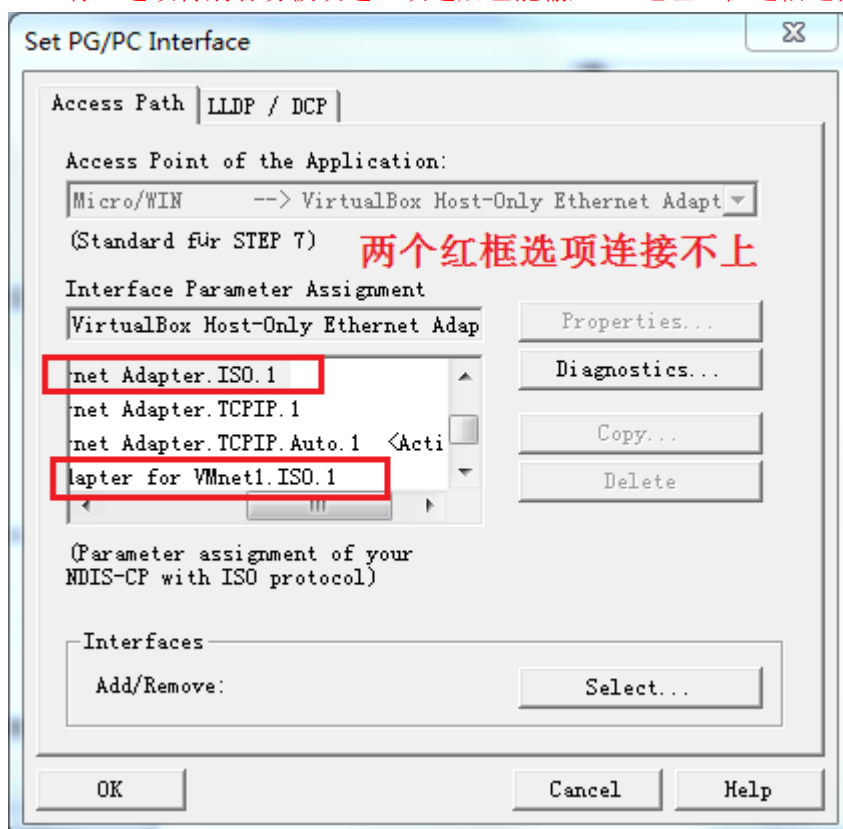 Set PG/PC Interface
Access Path LLDP / DCP
Access Point of the Application:
Micro/WIN --> VirtualBox Host-Only Ethernet Adapt
(Standard für STEP 7)
两个红框选项连接不上
Interface Parameter Assignment
VirtualBox Host-Only Ethernet Adap
Properties...
net Adapter.ISO.1
Diagnostics...
net Adapter.TCPIP.1
net Adapter.TCPIP.Auto.1 <Acti
Copy...
lapter for VMnet1.ISO.1
Delete
(Parameter assignment of your
NDIS-CP with ISO protocol)
Interfaces
Add/Remove:
Select...
OK
Cancel
Help